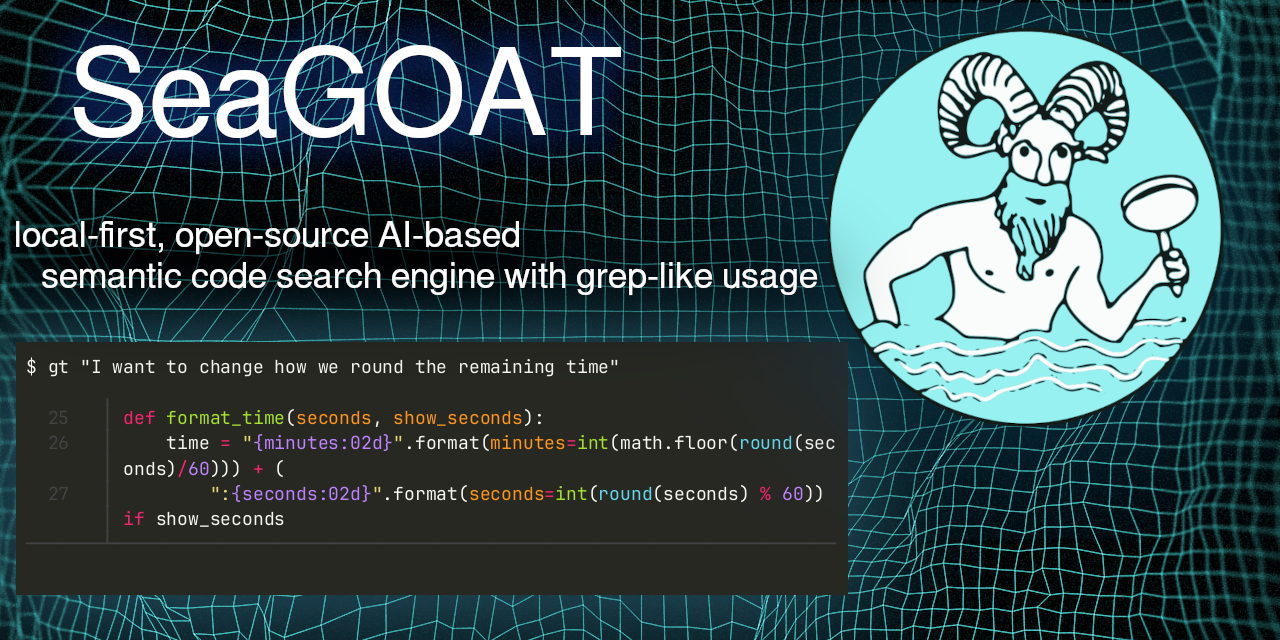 SeaGOAT
local-first, open-source AI-based
semantic code search engine with grep-like usage
$ gt "I want to change how we round the remaining time"
25 def format_time(seconds, show_seconds):
26 time = "{minutes:02d}".format(minutes=int(math.floor(round(sec
onds)/60))) + (
27 ":{seconds:02d}".format(seconds=int(round(seconds) % 60))
if show_seconds